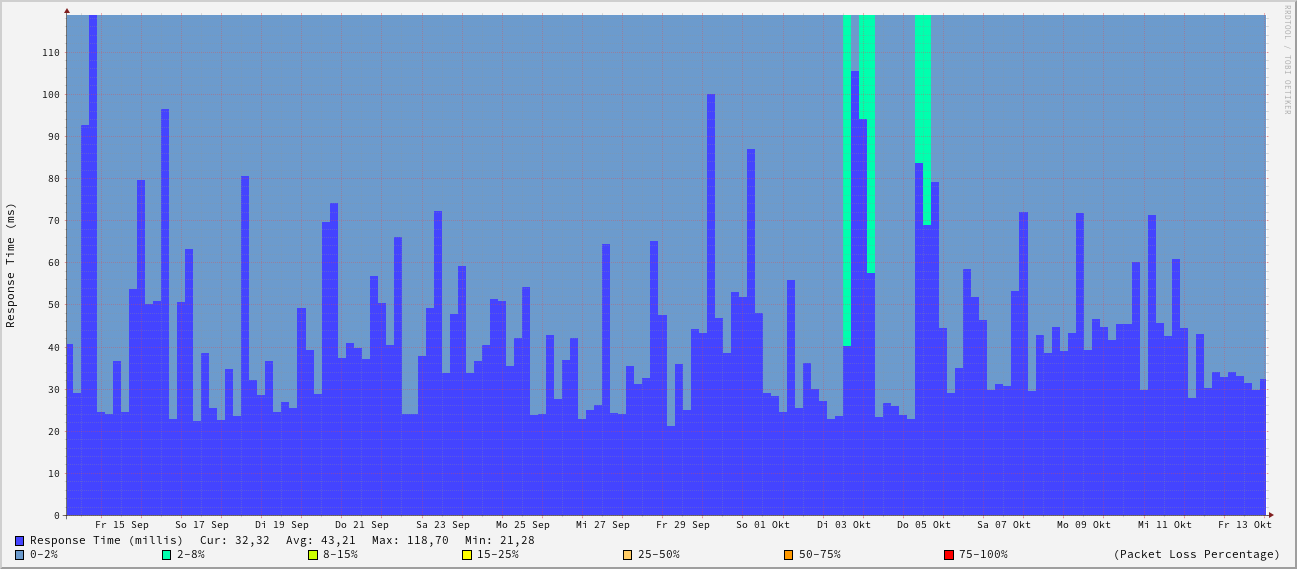 RRDTOOL / TOBI OETIKER
Response Time (ms)
110
100
90
80
70
60
50
40
30
20
10
0
Fr 15 Sep So 17 Sep Di 19 Sep Do 21 Sep Sa 23 Sep Mo 25 Sep Mi 27 Sep Fr 29 Sep So 01 Okt Di 03 Okt Do 05 Okt Sa 07 Okt Mo 09 Okt Mi 11 Okt Fr 13 Okt
Response Time (millis) Cur: 32,32 Avg: 43,21 Max: 118,70 Min: 21,28
0-2% 2-8% 8-15% 15-25% 25-50% 50-75% 75-100% (Packet Loss Percentage)